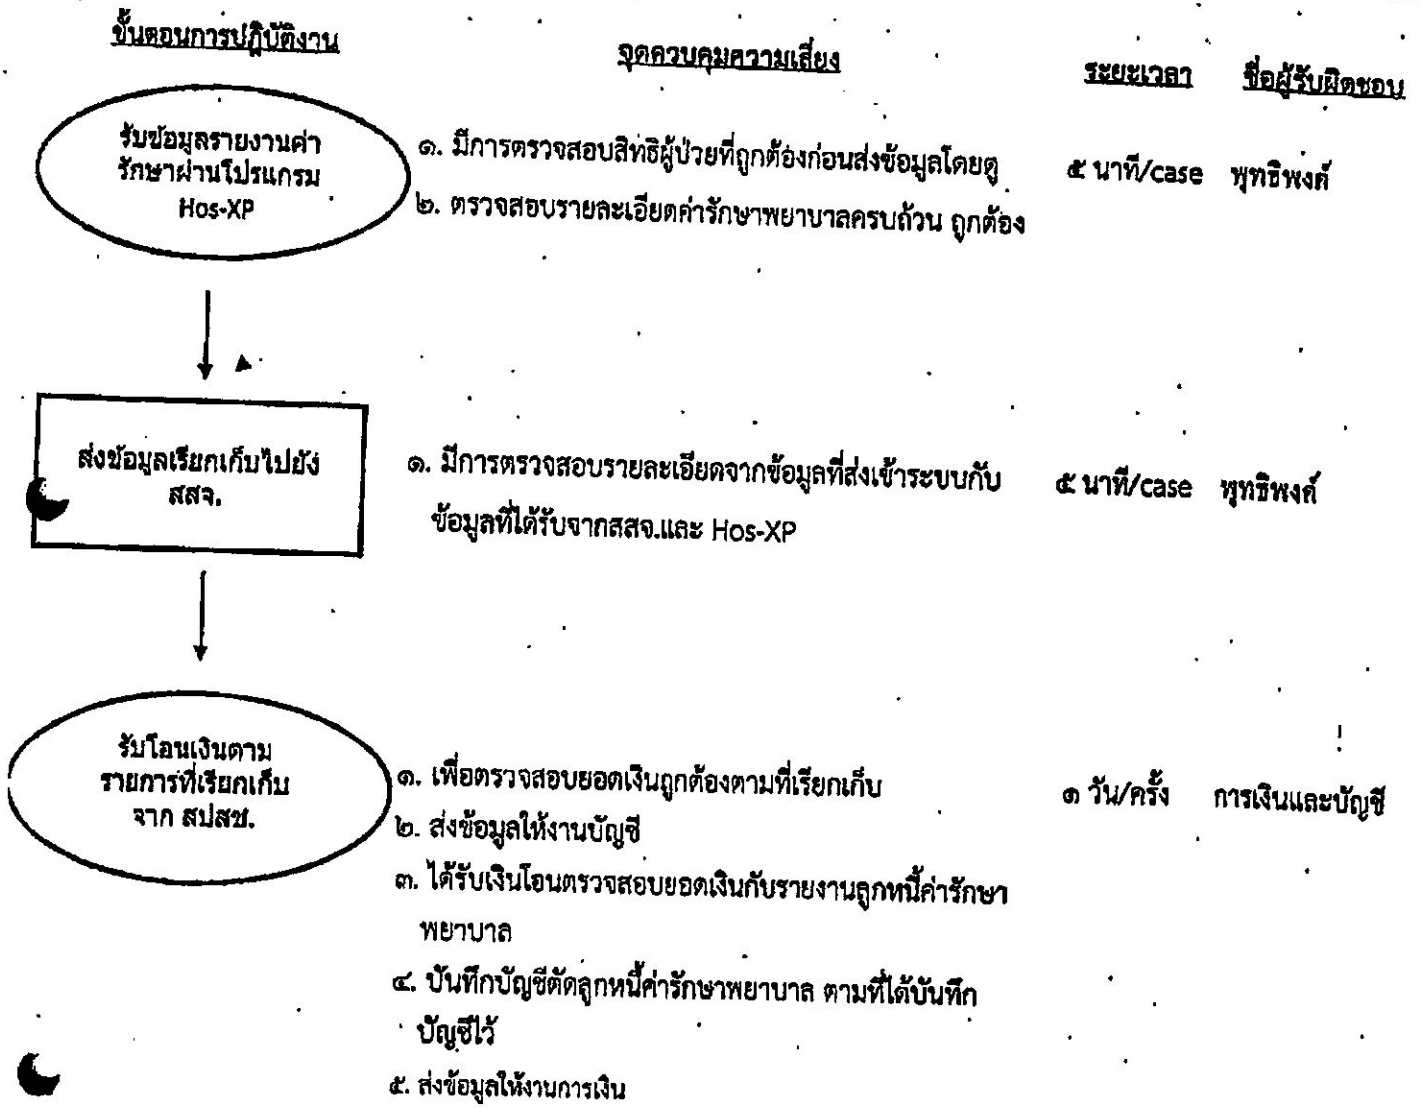 ขั้นตอนการปฏิบัติงาน
จุดควบคุมความเสี่ยง
ระยะเวลา
ชื่อผู้รับผิดชอบ
รับข้อมูลรายงานค่า
รักษาผ่านโปรแกรม
Hos-XP
๑. มีการตรวจสอบสิทธิผู้ป่วยที่ถูกต้องก่อนส่งข้อมูลโดยตู
๒. ตรวจสอบรายละเอียดค่ารักษาพยาบาลครบถ้วน ถูกต้อง
๕ นาที/case
พุทธิพงศ์
ส่งข้อมูลเรียกเก็บไปยัง
สสจ.
๑. มีการตรวจสอบรายละเอียดจากข้อมูลที่ส่งเข้าระบบกับ
ข้อมูลที่ได้รับจากสสจ.และ Hos-XP
๕ นาที/case
พุทธิพงศ์
รับโอนเงินตาม
รายการที่เรียกเก็บ
จาก สปสช.
๑. เพื่อตรวจสอบยอดเงินถูกต้องตามที่เรียกเก็บ
๒. ส่งข้อมูลให้งานบัญชี
๓. ได้รับเงินโอนตรวจสอบยอดเงินกับรายงานลูกหนี้ค่ารักษา
พยาบาล
๔. บันทึกบัญชีตัดลูกหนี้ค่ารักษาพยาบาล ตามที่ได้บันทึก
บัญชีไว้
๕. ส่งข้อมูลให้งานการเงิน
๑ วัน/ครั้ง
การเงินและบัญชี